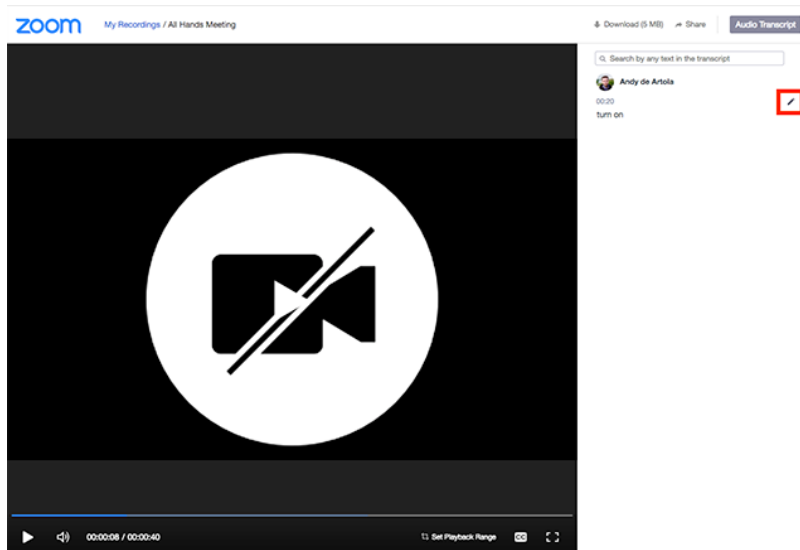 zoom My Recordings / All Hands Meeting Download (5 MB) Share Audio Transcript
Search by any text in the transcript
Andy de Artola
00:20
turn on
00:00:08 / 00:00:40 Set Playback Range CC